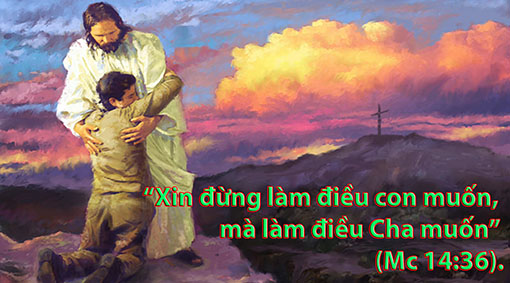 “Xin đừng làm điều con muốn,
mà làm điều Cha muốn”
(Mc 14:36).